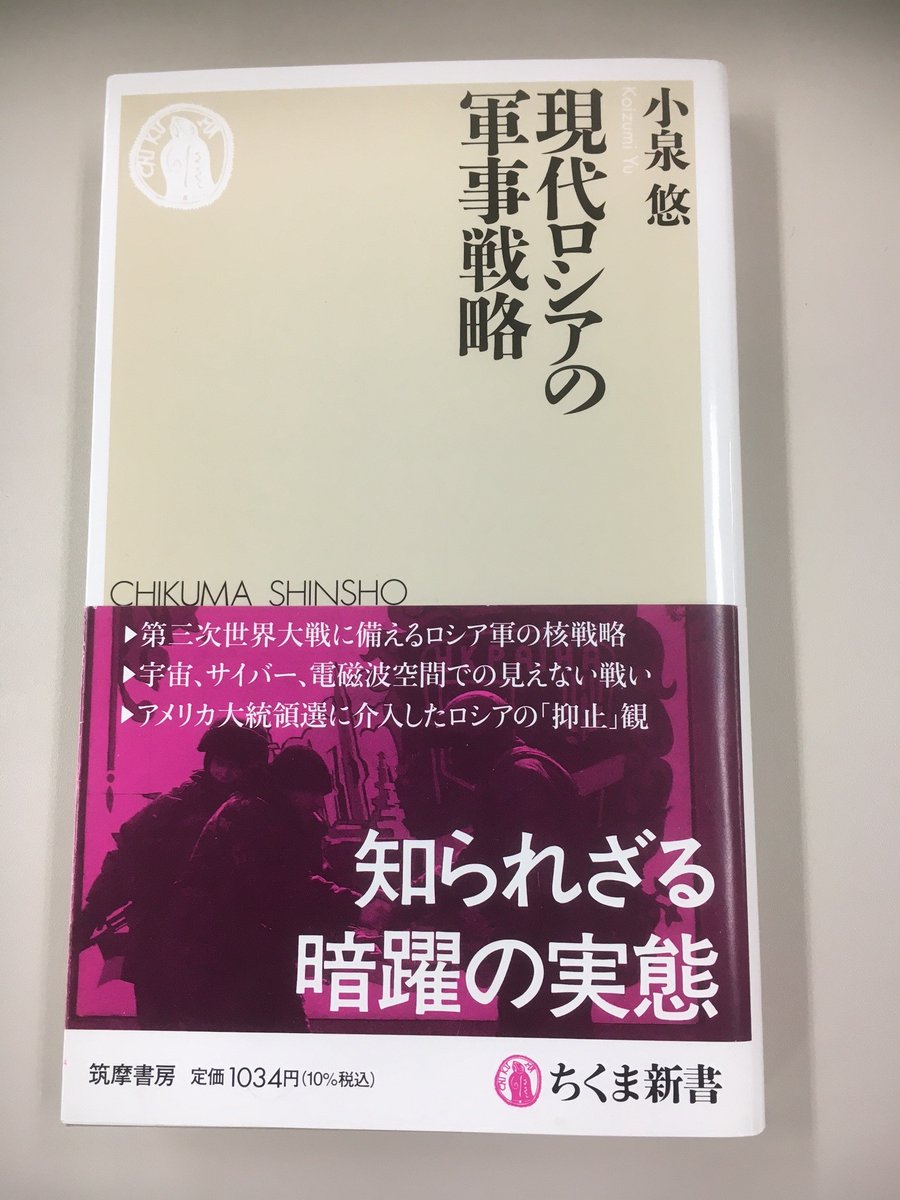 小泉 悠
Koizumi Yu
現代ロシアの
軍事戦略
CHIKUMA SHINSHO
▶第三次世界大戦に備えるロシア軍の核戦略
▶宇宙、サイバー、電磁波空間での見えない戦い
▶アメリカ大統領選に介入したロシアの「抑止」観
知られざる
暗躍の実態
筑摩書房 定価1034円(10%税込)
ちくま新書